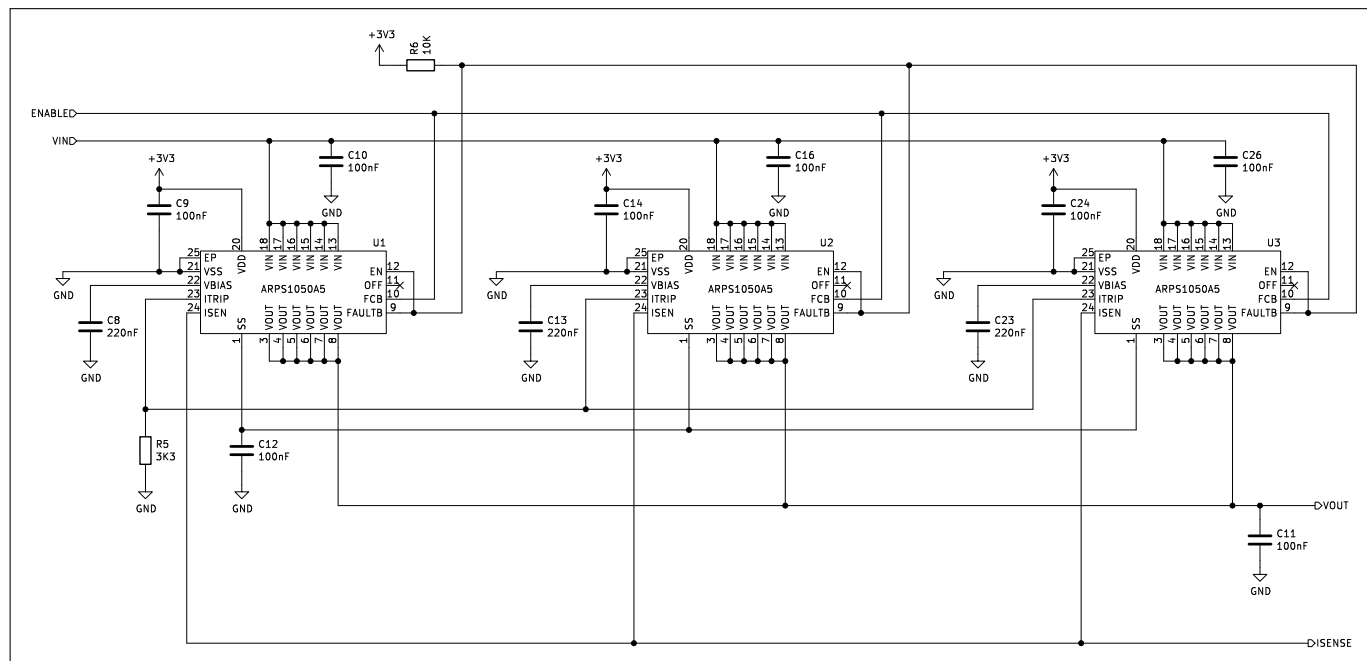 +3V3
R6
10K
ENABLE
VIN
+3V3
C9
100nF
C10
100nF
GND
+3V3
C14
100nF
C16
100nF
GND
+3V3
C24
100nF
C26
100nF
GND
U1
20
18
17
16
15
14
13
VDD
VIN
VIN
VIN
VIN
VIN
VIN
25
EP
21
VSS
22
VBIAS
23
ITRIP
24
ISEN
ARPS1050A5
12
EN
11
OFF
10
FCB
9
FAULTB
SS
VOUT
VOUT
VOUT
VOUT
VOUT
VOUT
1
3
4
5
6
7
8
GND
C8
220nF
GND
U2
20
18
17
16
15
14
13
VDD
VIN
VIN
VIN
VIN
VIN
VIN
25
EP
21
VSS
22
VBIAS
23
ITRIP
24
ISEN
ARPS1050A5
12
EN
11
OFF
10
FCB
9
FAULTB
SS
VOUT
VOUT
VOUT
VOUT
VOUT
VOUT
1
3
4
5
6
7
8
GND
C13
220nF
GND
U3
20
18
17
16
15
14
13
VDD
VIN
VIN
VIN
VIN
VIN
VIN
25
EP
21
VSS
22
VBIAS
23
ITRIP
24
ISEN
ARPS1050A5
12
EN
11
OFF
10
FCB
9
FAULTB
SS
VOUT
VOUT
VOUT
VOUT
VOUT
VOUT
1
3
4
5
6
7
8
GND
C23
220nF
GND
R5
3K3
GND
C12
100nF
GND
VOUT
C11
100nF
GND
ISENSE